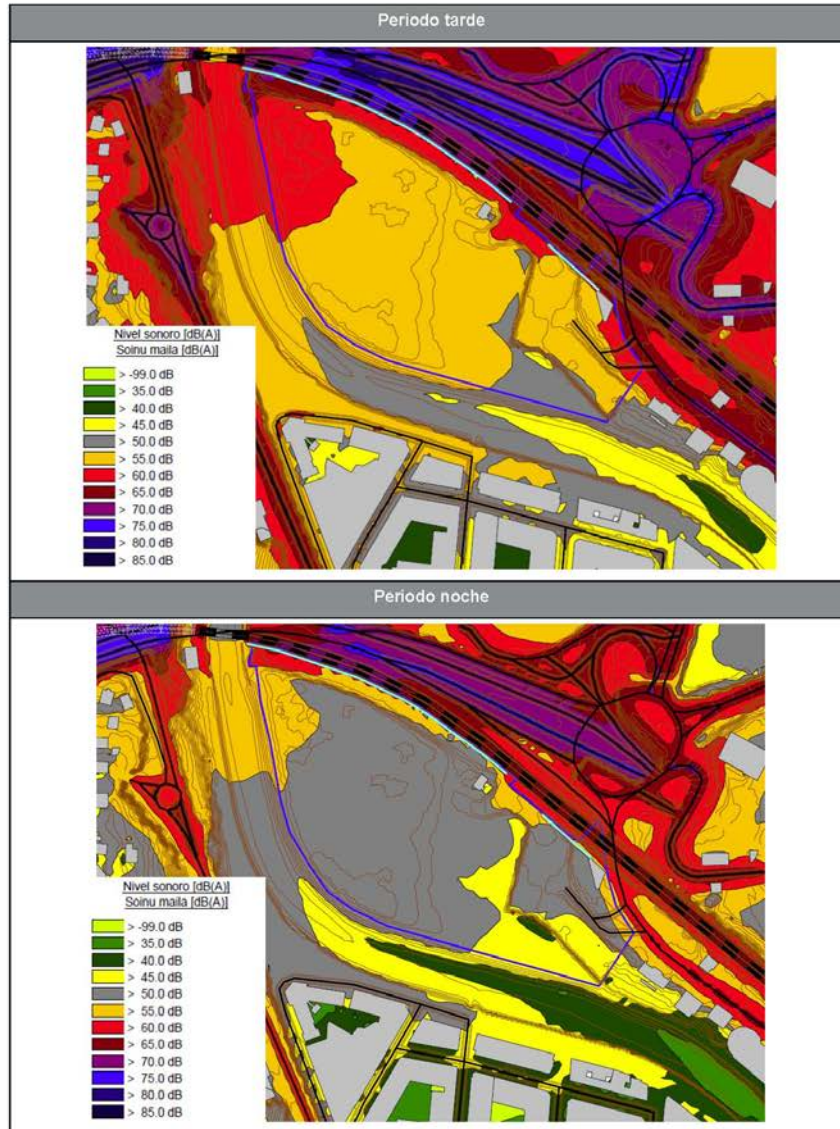 Periodo tarde
Nivel sonoro [dB(A)]
Soinu maila [dB(A)]
> -99.0 dB
> 35.0 dB
> 40.0 dB
> 45.0 dB
> 50.0 dB
> 55.0 dB
> 60.0 dB
> 65.0 dB
> 70.0 dB
> 75.0 dB
> 80.0 dB
> 85.0 dB
Periodo noche
Nivel sonoro [dB(A)]
Soinu maila [dB(A)]
> -99.0 dB
> 35.0 dB
> 40.0 dB
> 45.0 dB
> 50.0 dB
> 55.0 dB
> 60.0 dB
> 65.0 dB
> 70.0 dB
> 75.0 dB
> 80.0 dB
> 85.0 dB